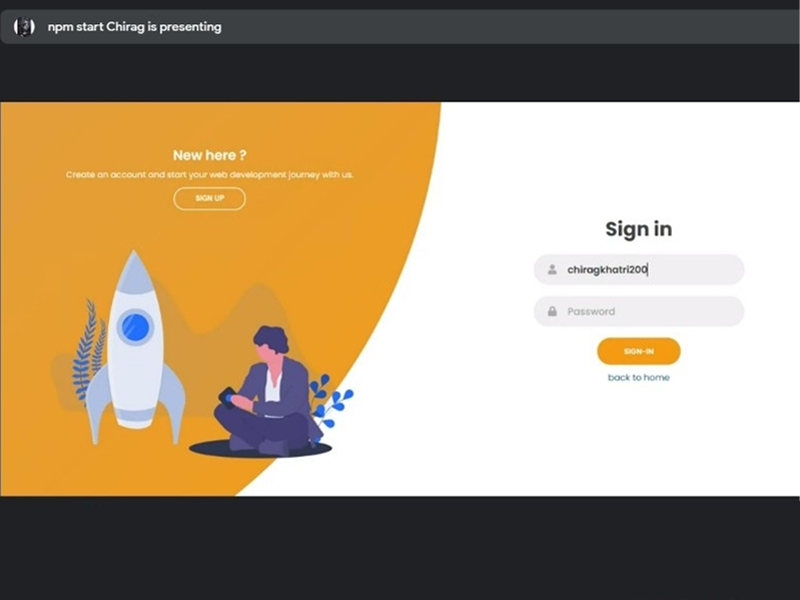 npm start Chirag is presenting
New here ?
Create an account and start your web development journey with us.
SIGN UP
Sign in
chiragkhatri200
Password
SIGN-IN
back to home